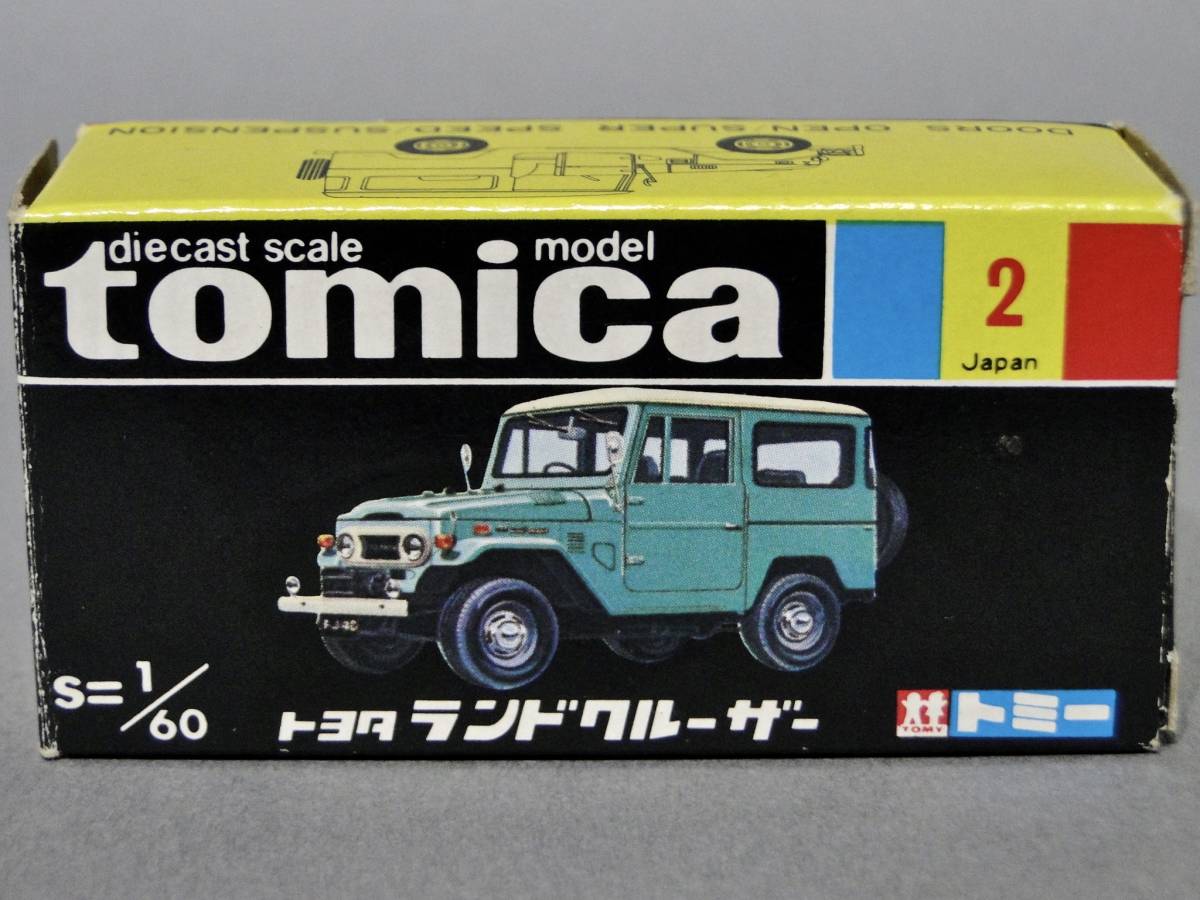 DOORS OPEN/SUPER SPEED/SUSPENSION
diecast scale model
tomica
2
Japan
FJ40
S=1/60
トヨタ ランドクルーザー
TOMY
トミー